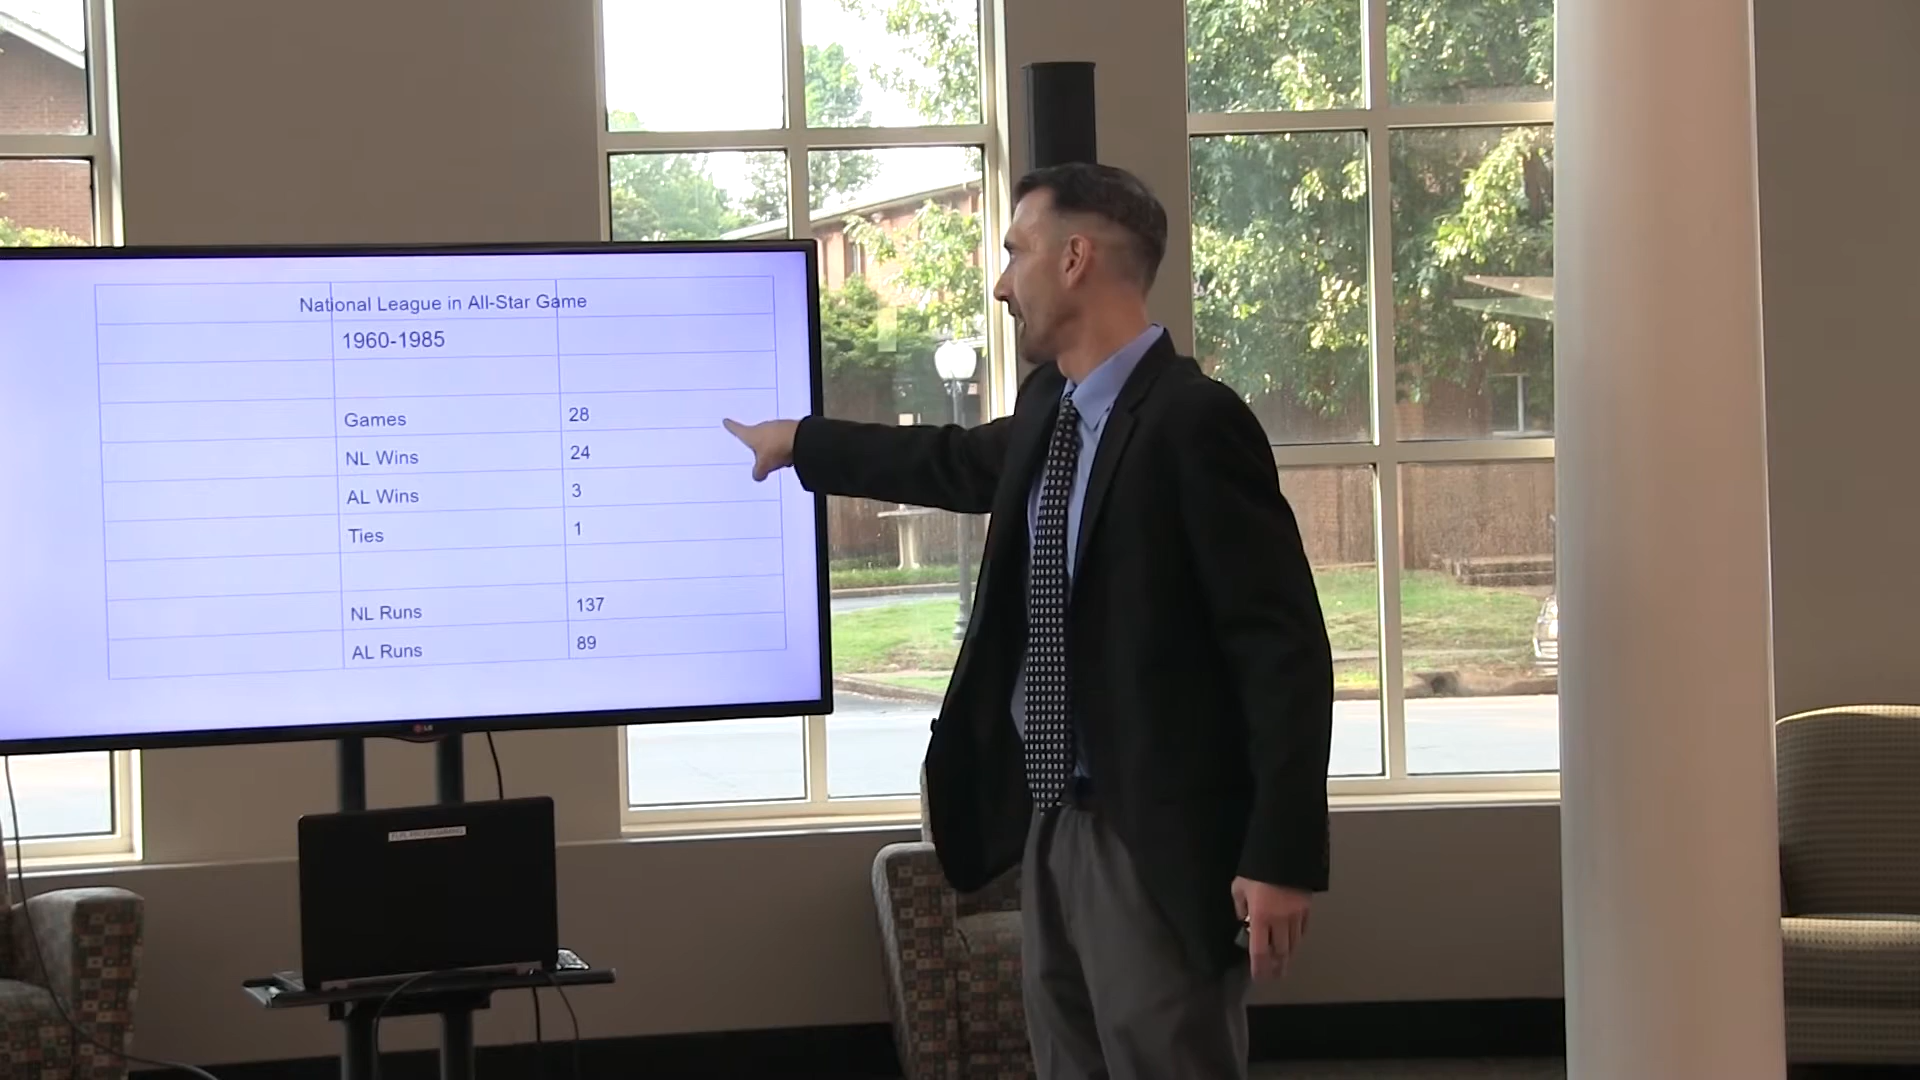 National League in All-Star Game
1960-1985
Games 28
NL Wins 24
AL Wins 3
Ties 1
NL Runs 137
AL Runs 89
LG